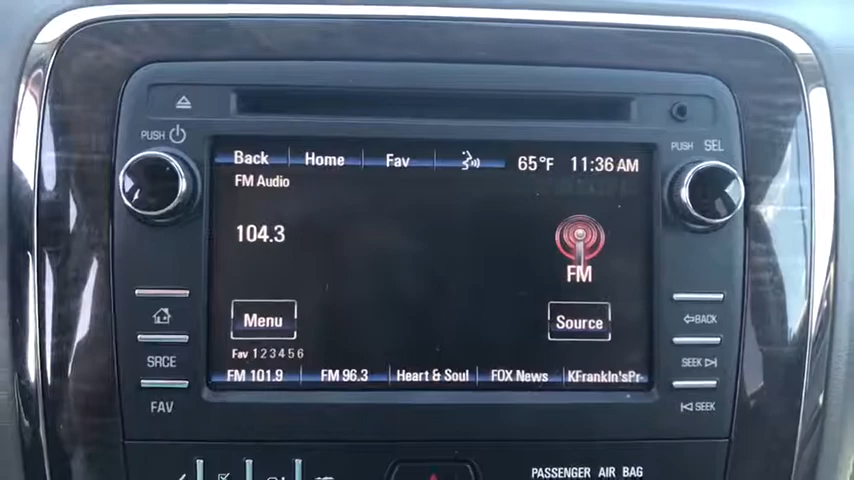 PUSH
PUSH SEL
Back Home Fav 65°F 11:36 AM
FM Audio
104.3
FM
Menu
Source
Fav 1 2 3 4 5 6
FM 101.9 FM 96.3 Heart & Soul FOX News KFrankln'sPr-
SRCE
FAV
BACK
SEEK
SEEK
PASSENGER AIR BAG